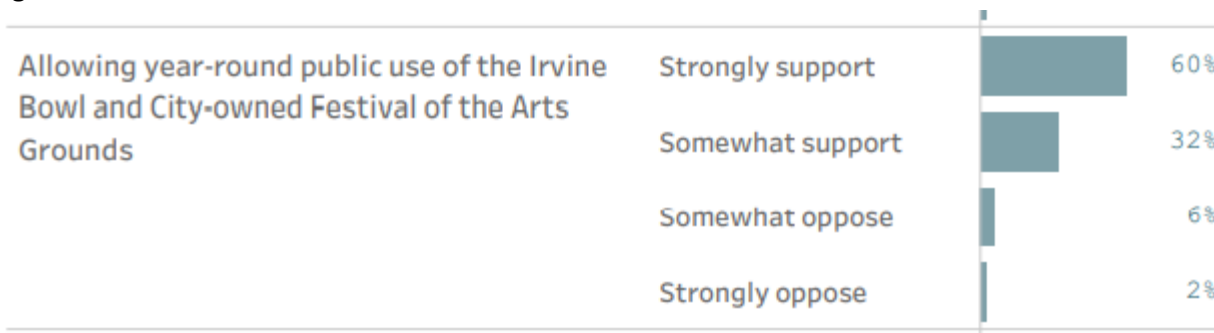 Allowing year-round public use of the Irvine
Bowl and City-owned Festival of the Arts
Grounds
Strongly support 60%
Somewhat support 32%
Somewhat oppose 6%
Strongly oppose 2%